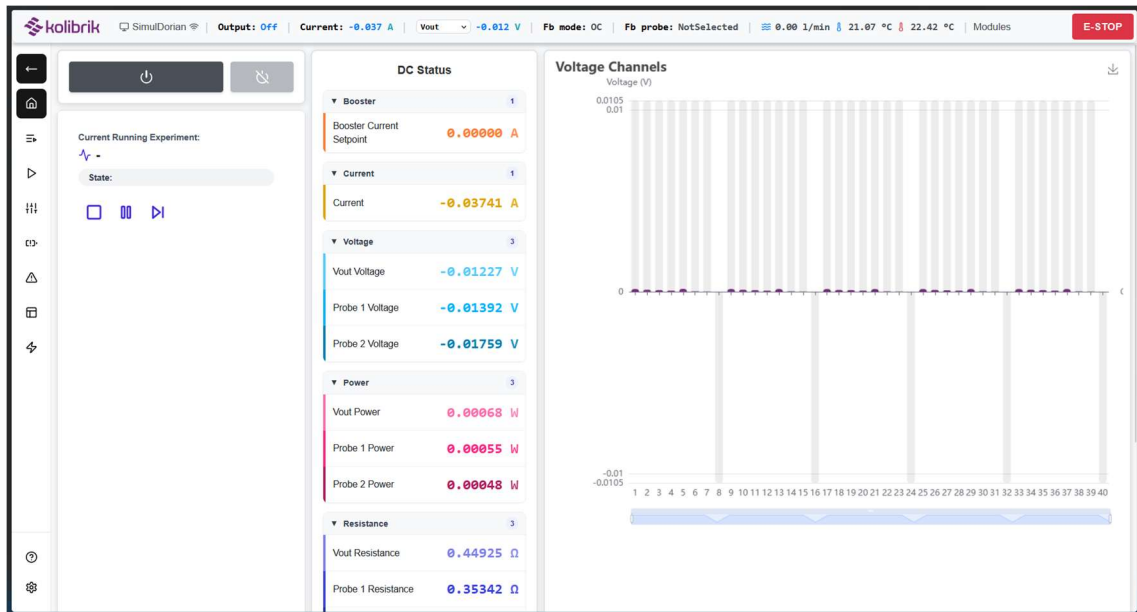 kolibrik SimulDorian Output: Off Current: -0.037 A Vout -0.012 V Fb mode: OC Fb probe: NotSelected 0.00 l/min 21.07 °C 22.42 °C Modules E-STOP
Current Running Experiment:
-
State:
DC Status
Booster 1
Booster Current Setpoint 0.00000 A
Current 1
Current -0.03741 A
Voltage 3
Vout Voltage -0.01227 V
Probe 1 Voltage -0.01392 V
Probe 2 Voltage -0.01759 V
Power 3
Vout Power 0.00068 W
Probe 1 Power 0.00055 W
Probe 2 Power 0.00048 W
Resistance 3
Vout Resistance 0.44925 Ω
Probe 1 Resistance 0.35342 Ω
Voltage Channels
Voltage (V)
0.0105
0.01
0
-0.01
-0.0105
1 2 3 4 5 6 7 8 9 10 11 12 13 14 15 16 17 18 19 20 21 22 23 24 25 26 27 28 29 30 31 32 33 34 35 36 37 38 39 40